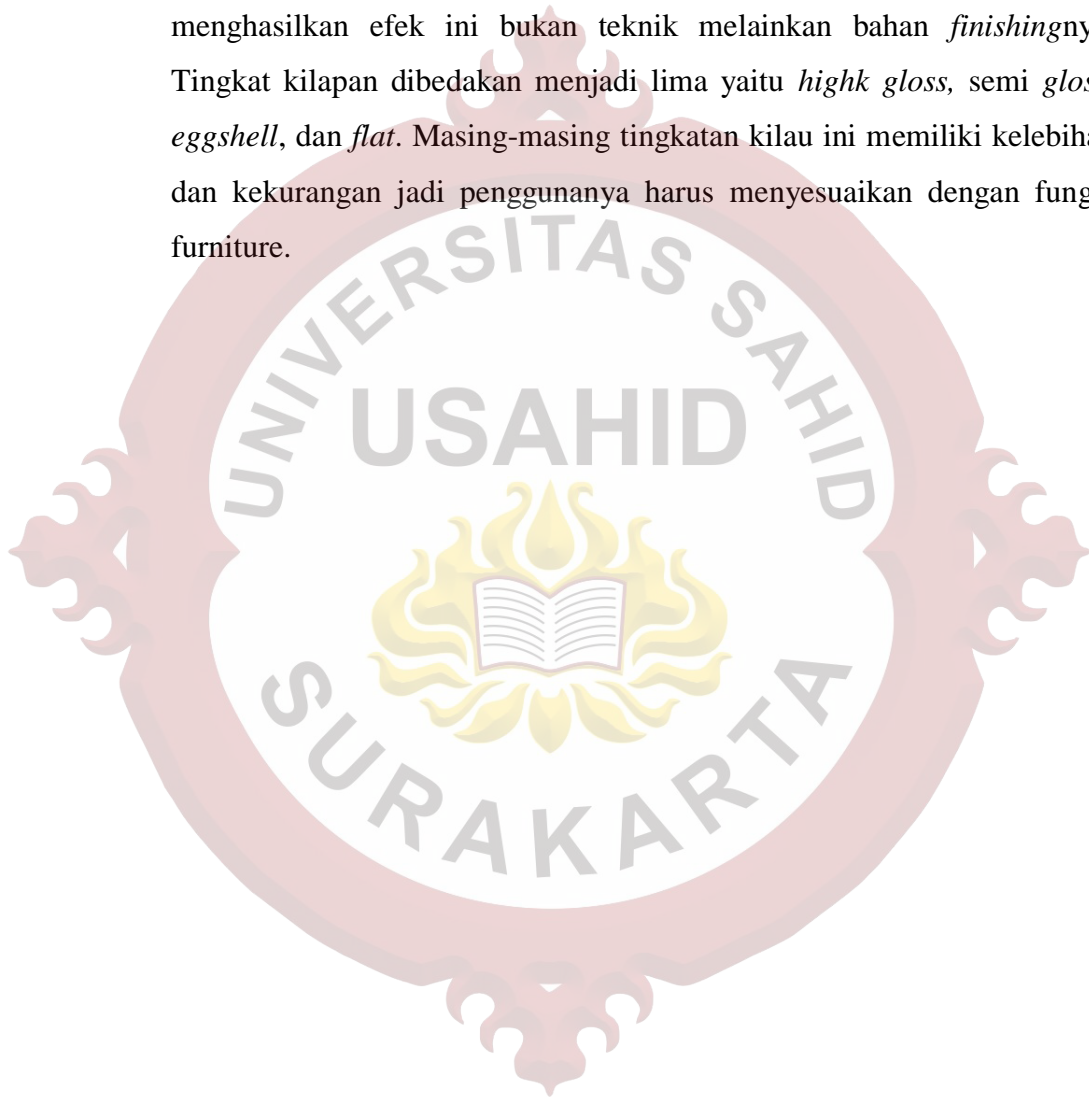 menghasilkan efek ini bukan teknik melainkan bahan finishingny
Tingkat kilapan dibedakan menjadi lima yaitu highk gloss, semi glos
eggshell, dan flat. Masing-masing tingkatan kilau ini memiliki kelebiha
dan kekurangan jadi penggunanya harus menyesuaikan dengan fung
furniture.
UNIVERSITAS SAHID
USAHID
SURAKARTA